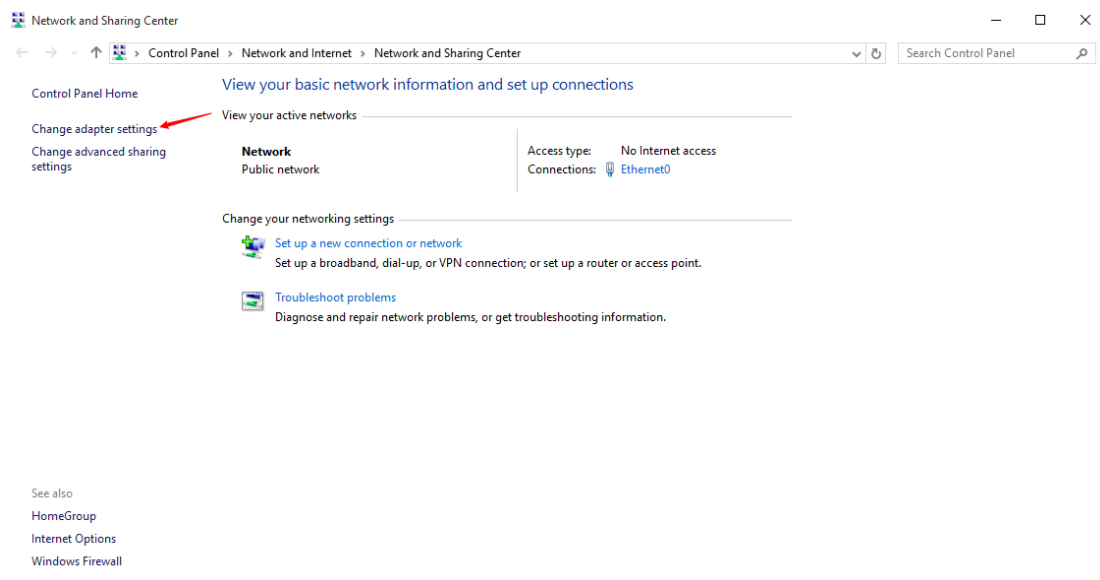 Network and Sharing Center
Control Panel > Network and Internet > Network and Sharing Center
Search Control Panel
Control Panel Home
Change adapter settings
Change advanced sharing
settings
View your basic network information and set up connections
View your active networks
Network
Public network
Access type: No Internet access
Connections: Ethernet0
Change your networking settings
Set up a new connection or network
Set up a broadband, dial-up, or VPN connection; or set up a router or access point.
Troubleshoot problems
Diagnose and repair network problems, or get troubleshooting information.
See also
HomeGroup
Internet Options
Windows Firewall